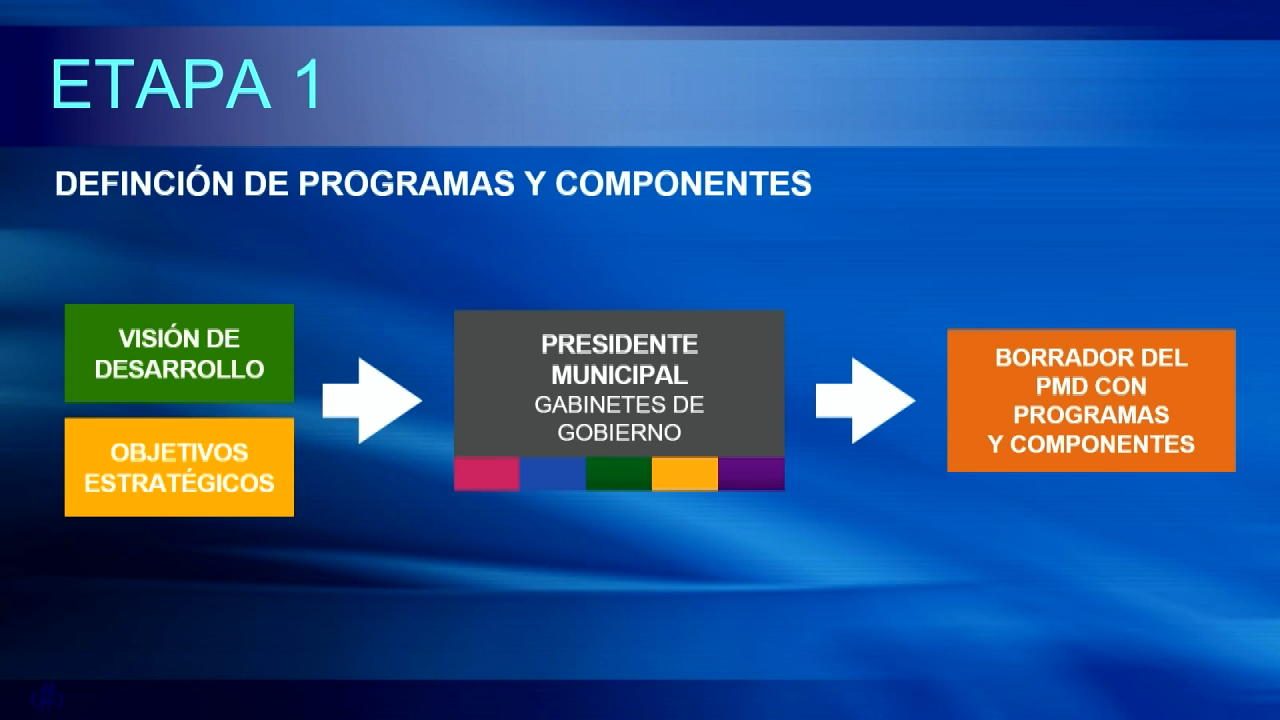 ETAPA 1
DEFINCIÓN DE PROGRAMAS Y COMPONENTES
VISIÓN DE
DESARROLLO
OBJETIVOS
ESTRATÉGICOS
PRESIDENTE
MUNICIPAL
GABINETES DE
GOBIERNO
BORRADOR DEL
PMD CON
PROGRAMAS
Y COMPONENTES